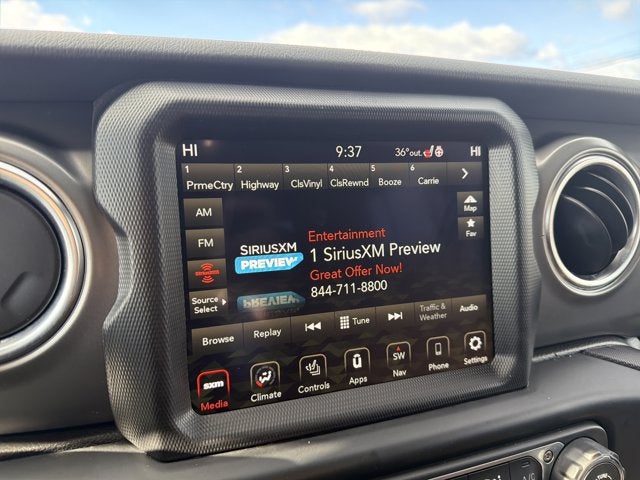 HI 9:37 36°out. HI
1 2 3 4 5 6
PrmeCtry Highway ClsVinyl ClsRewnd Booze Carrie
AM
Map
FM
Fav
Entertainment
SIRIUSXM
PREVIEW
1 SiriusXM Preview
Great Offer Now!
844-711-8800
PREVIEW
Source
Select
Browse Replay Tune Traffic & Audio
Weather
sxm SW
Media Climate Controls Apps Nav Phone Settings
A/C